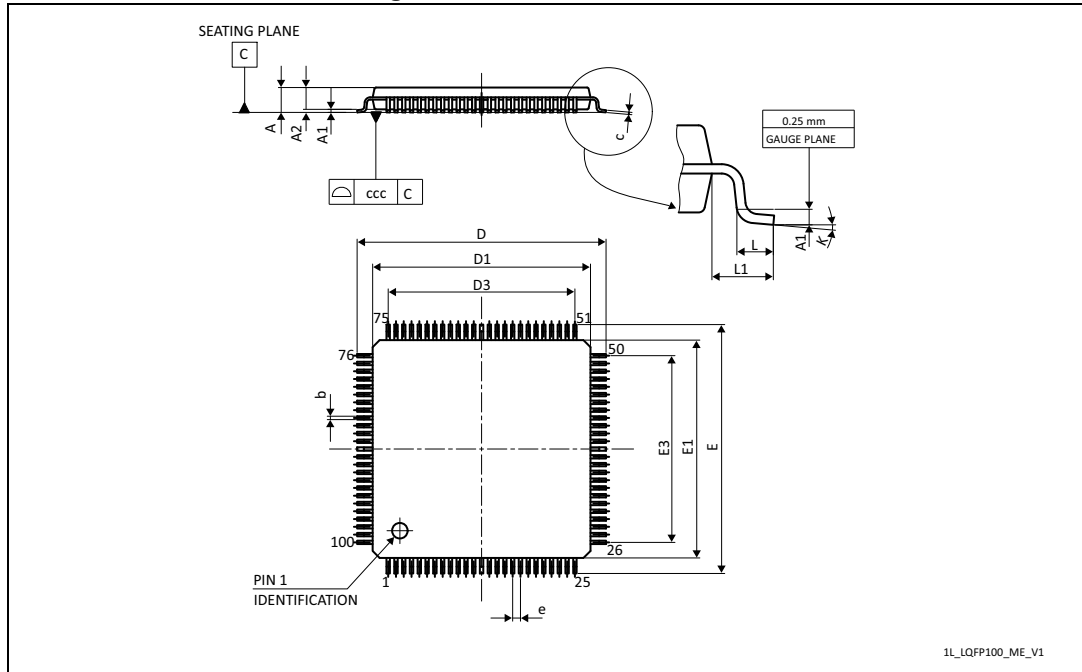 SEATING PLANE
C
A
A2
A1
c
ccc C
0.25 mm
GAUGE PLANE
A1
K
L
L1
D
D1
D3
75
51
76
50
b
E3
E1
E
100
26
PIN 1
IDENTIFICATION
1
25
e
1L_LQFP100_ME_V1